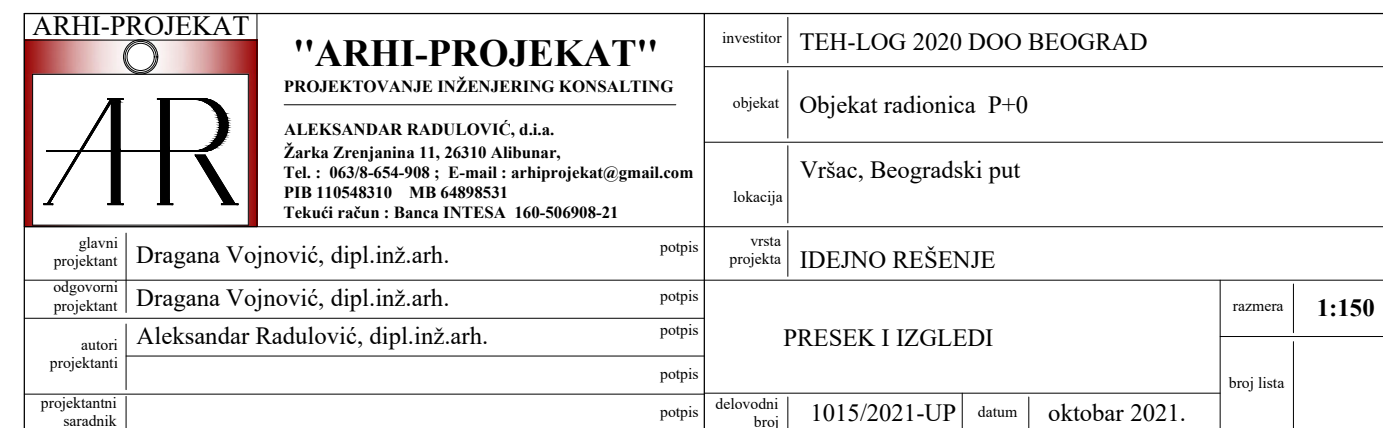 ARHI-PROJEKAT
AR
"ARHI-PROJEKAT"
PROJEKTOVANJE INŽENJERING KONSALTING
ALEKSANDAR RADULOVIĆ, d.i.a.
Žarka Zrenjanina 11, 26310 Alibunar,
Tel. : 063/8-654-908 ; E-mail : arhiprojekat@gmail.com
PIB 110548310 MB 64898531
Tekući račun : Banca INTESA 160-506908-21
investitor TEH-LOG 2020 DOO BEOGRAD
objekat Objekat radionica P+0
lokacija Vršac, Beogradski put
glavni
projektant Dragana Vojnović, dipl.inž.arh. potpis
vrsta
projekta IDEJNO REŠENJE
odgovorni
projektant Dragana Vojnović, dipl.inž.arh. potpis
autori
projektanti Aleksandar Radulović, dipl.inž.arh. potpis
potpis
PRESEK I IZGLEDI
razmera 1:150
broj lista
projektantni
saradnik potpis
delovodni
broj 1015/2021-UP datum oktobar 2021.